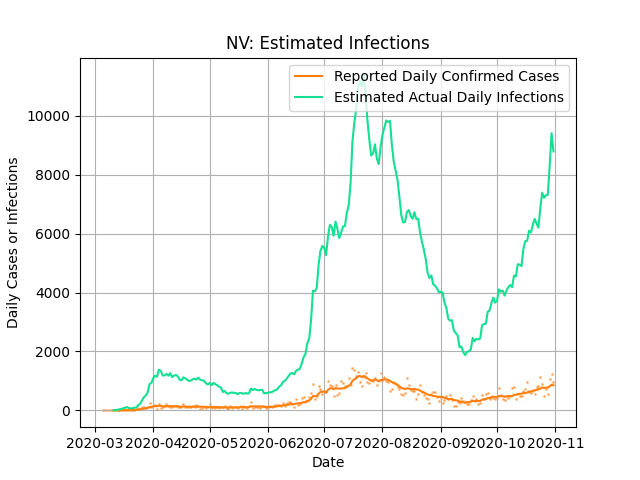 NV: Estimated Infections
Reported Daily Confirmed Cases
Estimated Actual Daily Infections
Daily Cases or Infections
10000
8000
6000
4000
2000
0
2020-03 2020-04 2020-05 2020-06 2020-07 2020-08 2020-09 2020-10 2020-11
Date